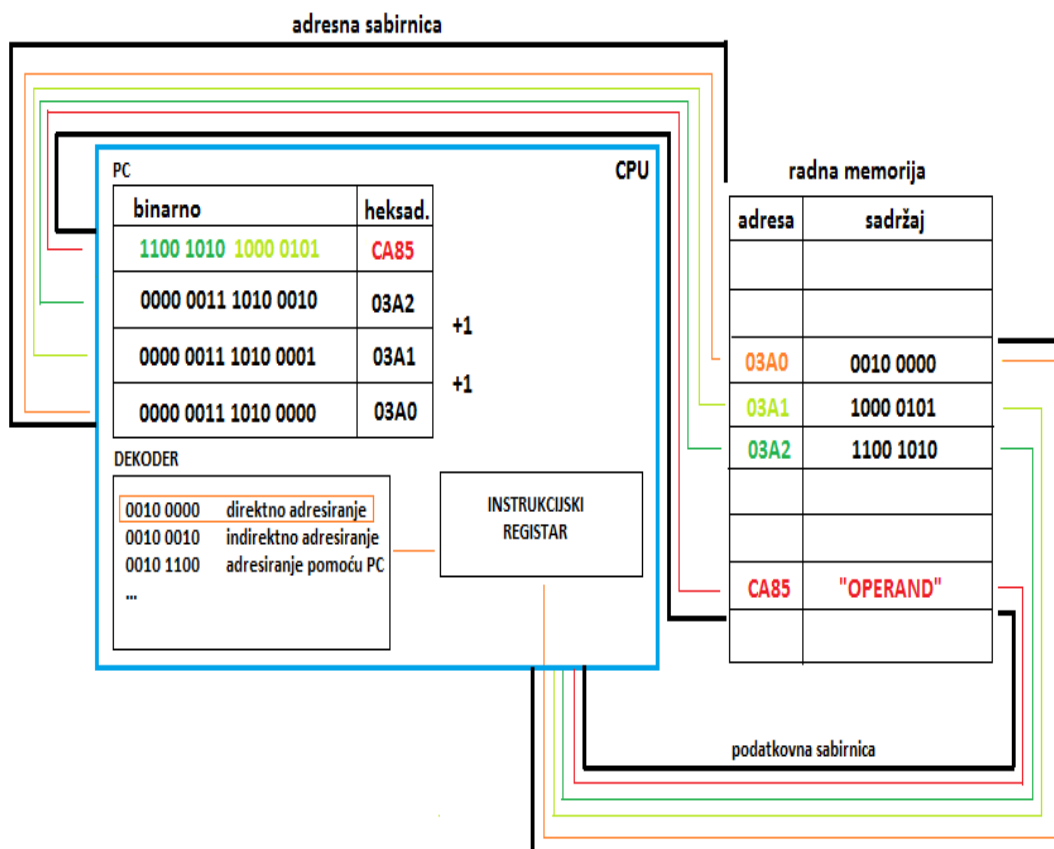 adresna sabirnica
CPU
PC
binarno heksad.
1100 1010 1000 0101 CA85
0000 0011 1010 0010 03A2
+1
0000 0011 1010 0001 03A1
+1
0000 0011 1010 0000 03A0
DEKODER
0010 0000 direktno adresiranje
0010 0010 indirektno adresiranje
0010 1100 adresiranje pomoću PC
...
INSTRUKCIJSKI
REGISTAR
radna memorija
adresa sadržaj
03A0 0010 0000
03A1 1000 0101
03A2 1100 1010
CA85 "OPERAND"
podatkovna sabirnica